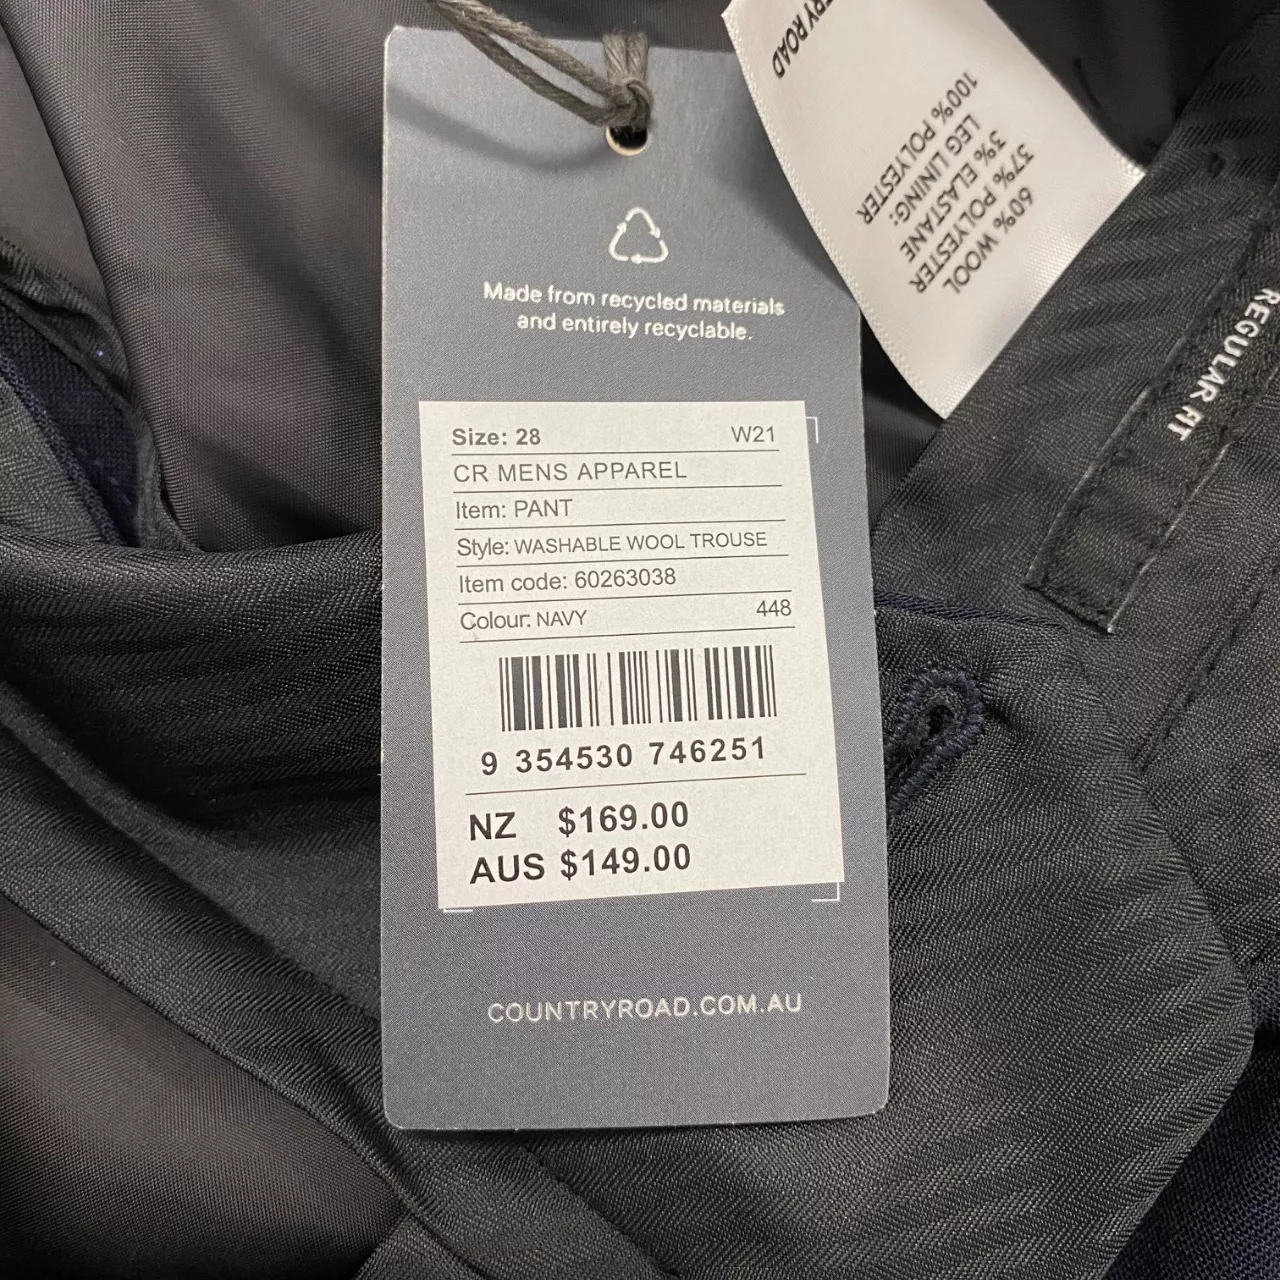 Made from recycled materials
and entirely recyclable.
Size: 28 W21
CR MENS APPAREL
Item: PANT
Style: WASHABLE WOOL TROUSE
Item code: 60263038
Colour: NAVY 448
9 354530 746251
NZ $169.00
AUS $149.00
COUNTRYROAD.COM.AU
ROAD
60% WOOL
37% POLYESTER
3% ELASTANE
LEG LINING:
100% POLYESTER
REGULAR FIT